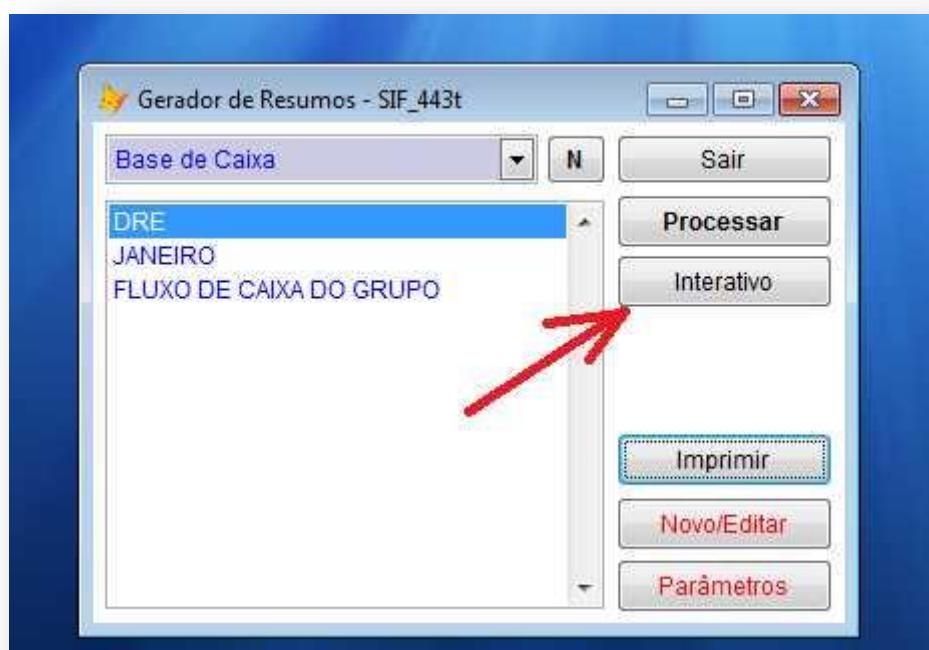 Gerador de Resumos - SIF_443t
Base de Caixa
N
Sair
DRE
JANEIRO
FLUXO DE CAIXA DO GRUPO
Processar
Interativo
Imprimir
Novo/Editar
Parâmetros